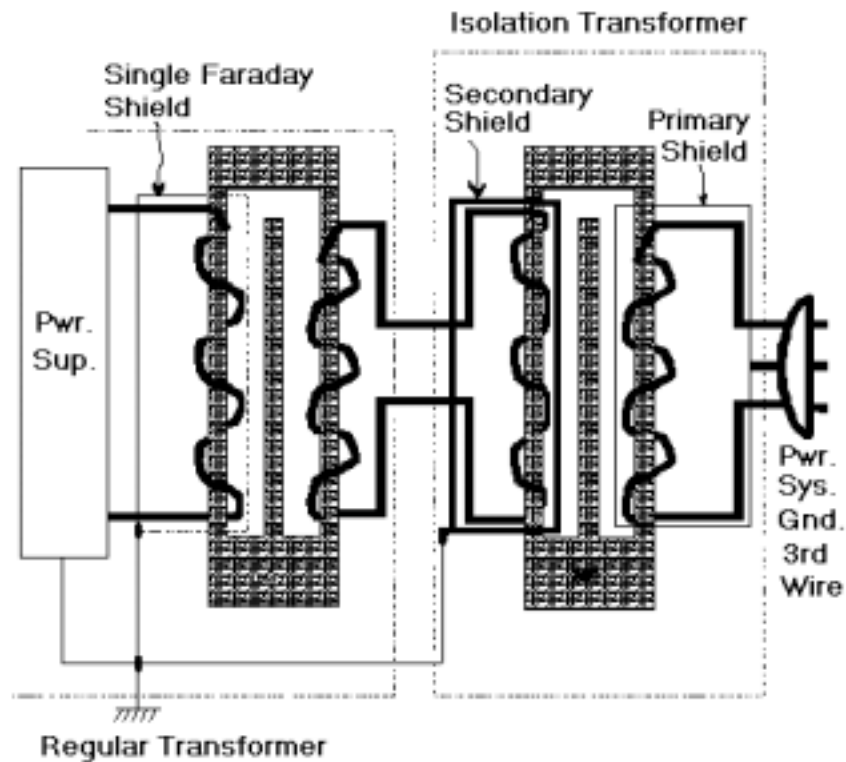 Isolation Transformer
Single Faraday
Shield
Secondary
Shield
Primary
Shield
Pwr.
Sup.
Pwr.
Sys.
Gnd.
3rd
Wire
Regular Transformer